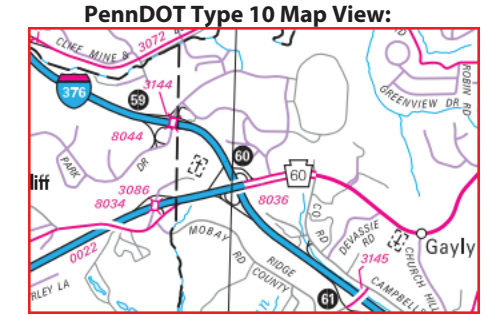 PennDOT Type 10 Map View:
CLIFF MINE &
3072
376
59
3144
ROBIN RD
GREENVIEW DR
8044
PARK
DR
60
60
liff
3086
8034
8036
CO RD
0022
MOBAY RD
DEVASSIE RD
Gayly
3145
RIDGE
COUNTY
CHURCH HILL
RLEY LA
61
CAMPBELLS